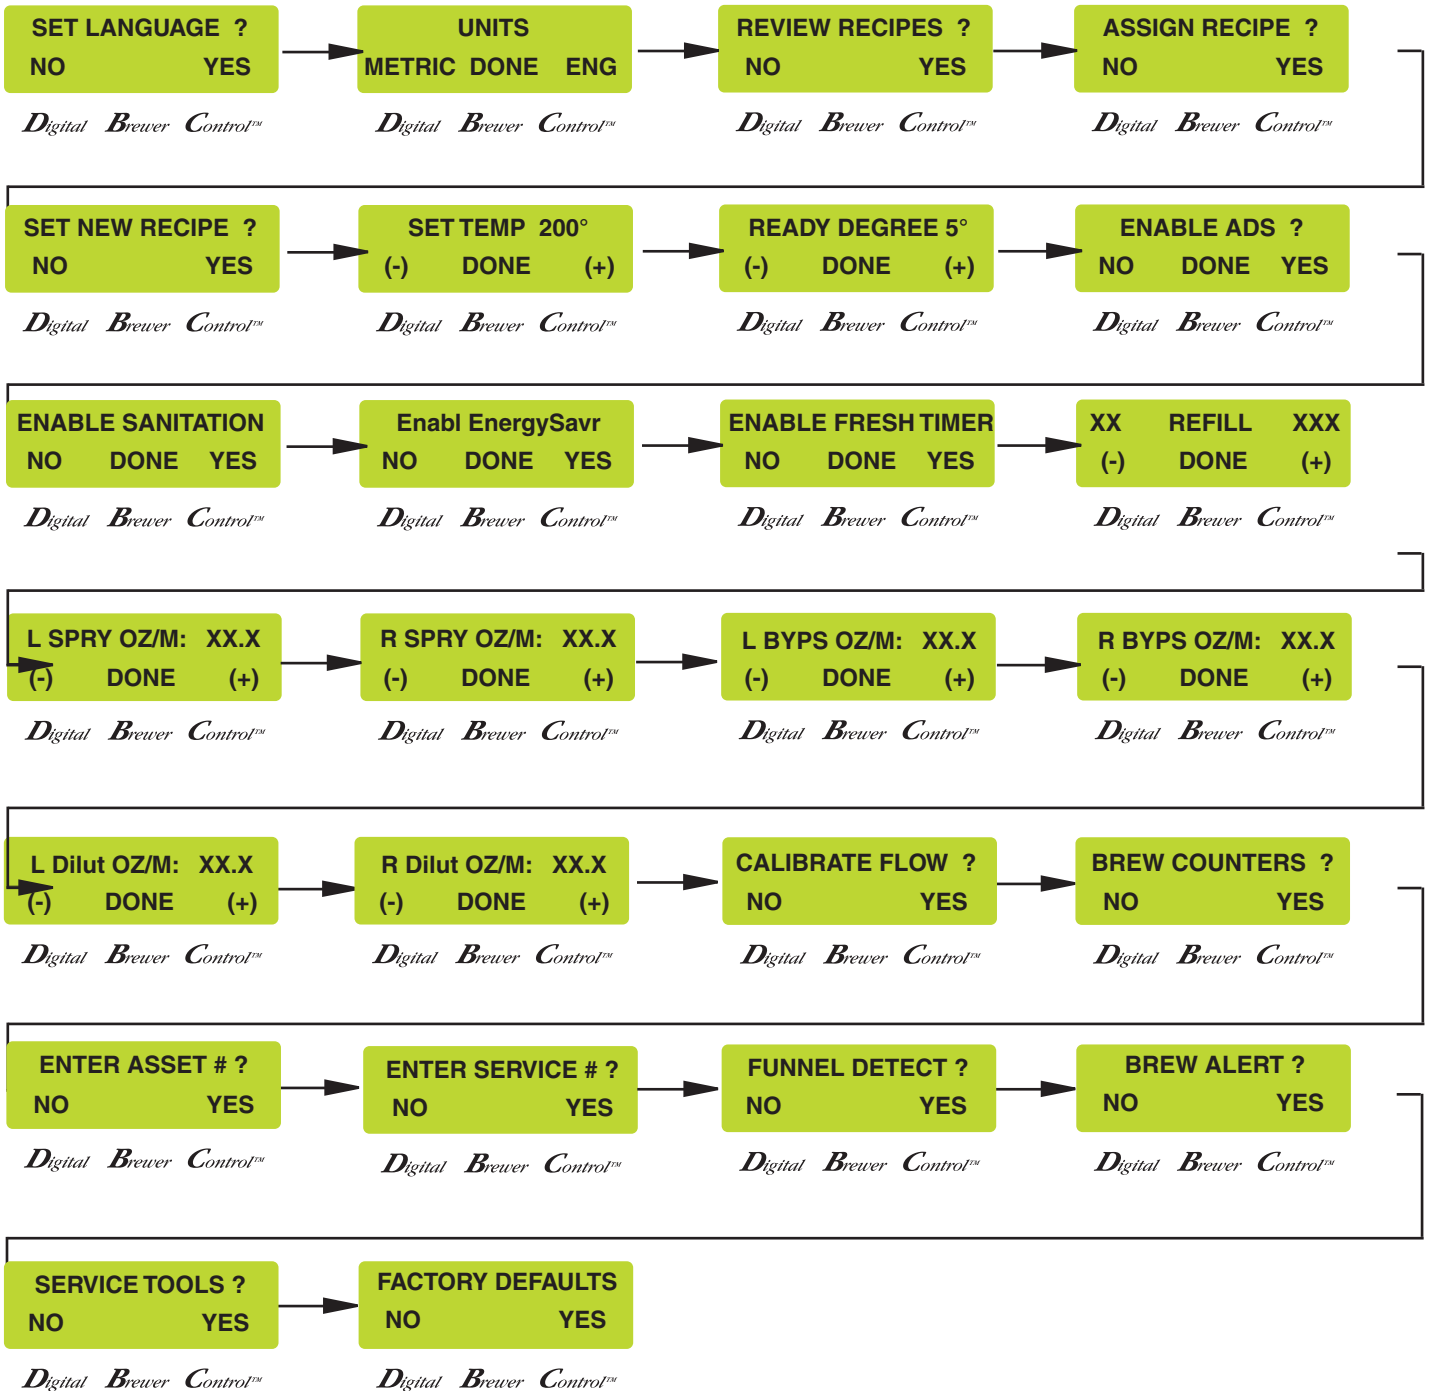 SET LANGUAGE ?
NO YES
Digital Brewer Control™
UNITS
METRIC DONE ENG
Digital Brewer Control™
REVIEW RECIPES ?
NO YES
Digital Brewer Control™
ASSIGN RECIPE ?
NO YES
Digital Brewer Control™
SET NEW RECIPE ?
NO YES
Digital Brewer Control™
SET TEMP 200°
(-) DONE (+)
Digital Brewer Control™
READY DEGREE 5°
(-) DONE (+)
Digital Brewer Control™
ENABLE ADS ?
NO DONE YES
Digital Brewer Control™
ENABLE SANITATION
NO DONE YES
Digital Brewer Control™
Enabl EnergySavr
NO DONE YES
Digital Brewer Control™
ENABLE FRESH TIMER
NO DONE YES
Digital Brewer Control™
XX REFILL XXX
(-) DONE (+)
Digital Brewer Control™
L SPRY OZ/M: XX.X
(-) DONE (+)
Digital Brewer Control™
R SPRY OZ/M: XX.X
(-) DONE (+)
Digital Brewer Control™
L BYPS OZ/M: XX.X
(-) DONE (+)
Digital Brewer Control™
R BYPS OZ/M: XX.X
(-) DONE (+)
Digital Brewer Control™
L Dilut OZ/M: XX.X
(-) DONE (+)
Digital Brewer Control™
R Dilut OZ/M: XX.X
(-) DONE (+)
Digital Brewer Control™
CALIBRATE FLOW ?
NO YES
Digital Brewer Control™
BREW COUNTERS ?
NO YES
Digital Brewer Control™
ENTER ASSET # ?
NO YES
Digital Brewer Control™
ENTER SERVICE # ?
NO YES
Digital Brewer Control™
FUNNEL DETECT ?
NO YES
Digital Brewer Control™
BREW ALERT ?
NO YES
Digital Brewer Control™
SERVICE TOOLS ?
NO YES
Digital Brewer Control™
FACTORY DEFAULTS
NO YES
Digital Brewer Control™